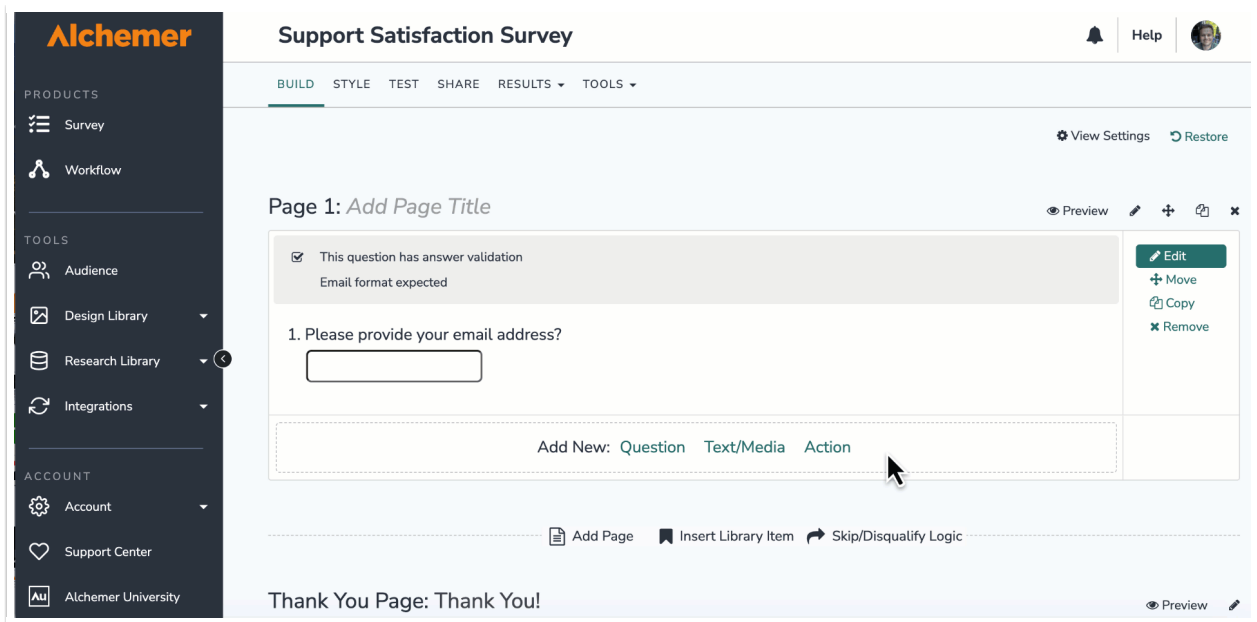 Alchemer
Support Satisfaction Survey
Help
BUILD STYLE TEST SHARE RESULTS TOOLS
PRODUCTS
Survey
Workflow
TOOLS
Audience
Design Library
Research Library
Integrations
ACCOUNT
Account
Support Center
Au Alchemer University
View Settings Restore
Page 1: Add Page Title
Preview
This question has answer validation
Email format expected
Edit
Move
Copy
Remove
1. Please provide your email address?
Add New: Question Text/Media Action
Add Page Insert Library Item Skip/Disqualify Logic
Thank You Page: Thank You!
Preview